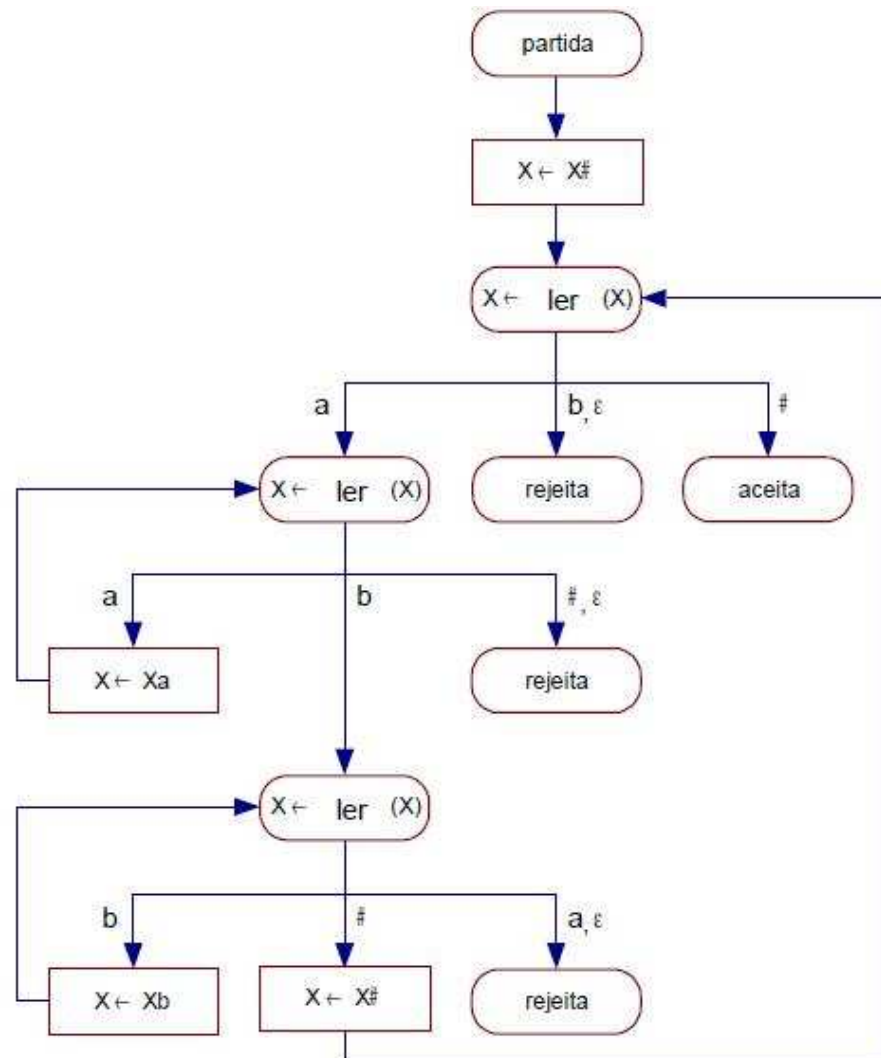 partida
X ← X#
X ← ler (X)
a b, ε #
X ← ler (X) rejeita aceita
a b #, ε
X ← Xa rejeita
X ← ler (X)
b # a, ε
X ← Xb X ← X# rejeita